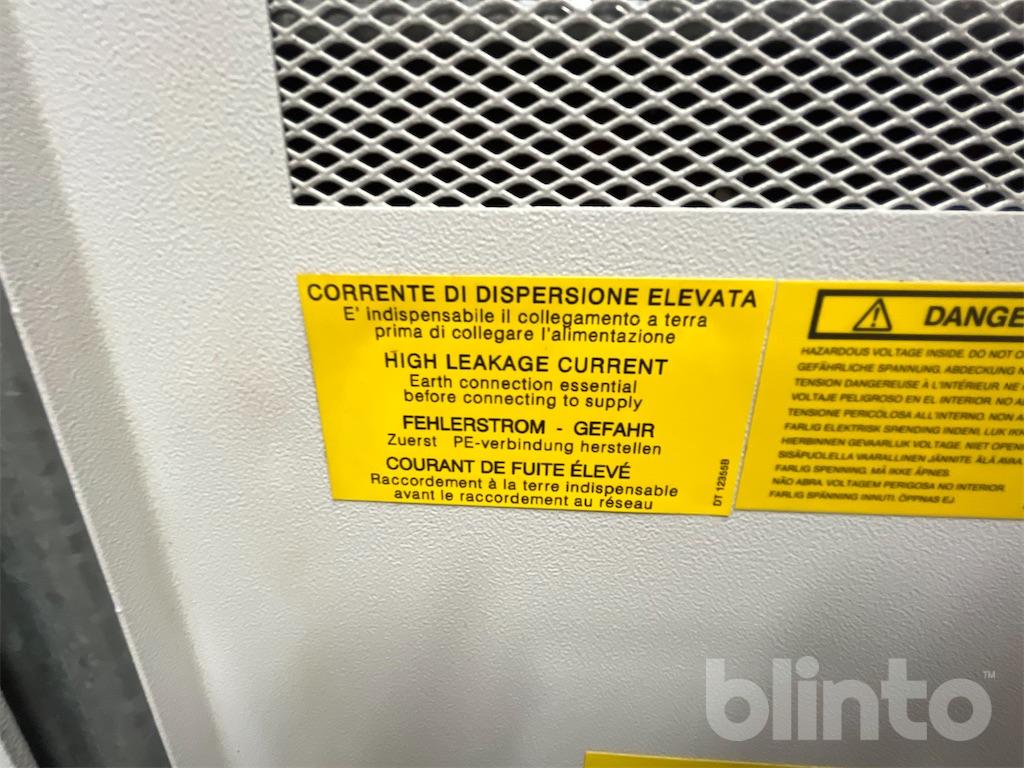 CORRENTE DI DISPERSIONE ELEVATA
E' indispensabile il collegamento a terra
prima di collegare l'alimentazione
HIGH LEAKAGE CURRENT
Earth connection essential
before connecting to supply
FEHLERSTROM - GEFAHR
Zuerst PE-verbindung herstellen
COURANT DE FUITE ÉLEVÉ
Raccordement à la terre indispensable
avant le raccordement au réseau
DT 12355B
DANGE
HAZARDOUS VOLTAGE INSIDE. DO NOT O
GEFÄHRLICHE SPANNUNG. ABDECKUNG N
TENSION DANGEREUSE À L'INTÉRIEUR. NE
VOLTAJE PELIGROSO EN EL INTERIOR. NO A
TENSIONE PERICOLOSA ALL'INTERNO. NON A
FARLIG ELEKTRISK SPÆNDING INDENI, LUK IKK
HIERBINNEN GEVAARLIJK VOLTAGE. NIET OPEN
SISÄPUOLELLA VAARALLINEN JÄNNITE. ÄLÄ AVAA
FARLIG SPENNING. MÅ IKKE ÅPNES.
NÃO ABRA. VOLTAGEM PERIGOSA NO INTERIOR
FARLIG SPÄNNING INNUTI. ÖPPNAS EJ.
blinto™